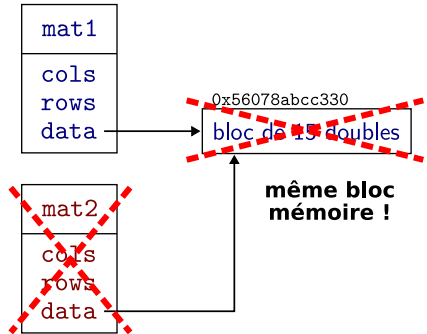 mat1
cols
rows
data
0x56078abcc330
bloc de 15 doubles
même bloc
mémoire !
mat2
cols
rows
data